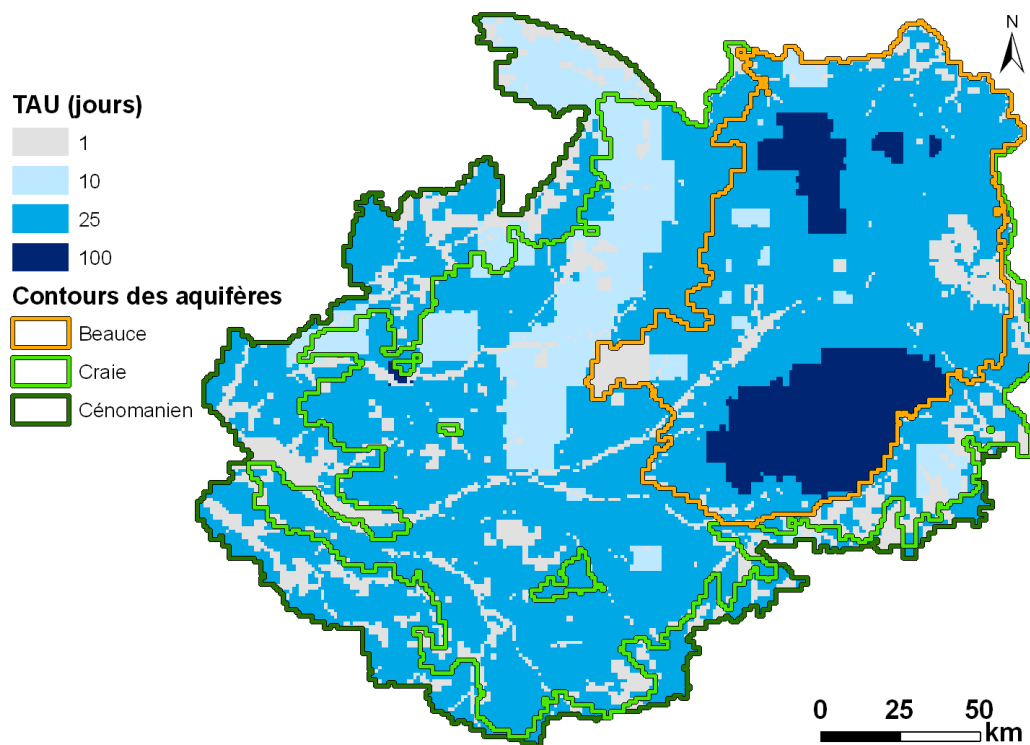 N
TAU (jours)
1
10
25
100
Contours des aquifères
Beauce
Craie
Cénomanien
0 25 50
km